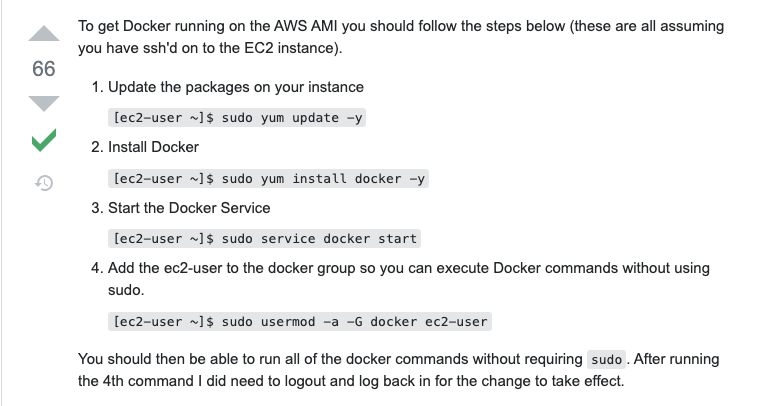 To get Docker running on the AWS AMI you should follow the steps below (these are all assuming
you have ssh'd on to the EC2 instance).
66
1. Update the packages on your instance
[ec2-user ~]$ sudo yum update -y
2. Install Docker
[ec2-user ~]$ sudo yum install docker -y
3. Start the Docker Service
[ec2-user ~]$ sudo service docker start
4. Add the ec2-user to the docker group so you can execute Docker commands without using
sudo.
[ec2-user ~]$ sudo usermod -a -G docker ec2-user
You should then be able to run all of the docker commands without requiring sudo. After running
the 4th command I did need to logout and log back in for the change to take effect.